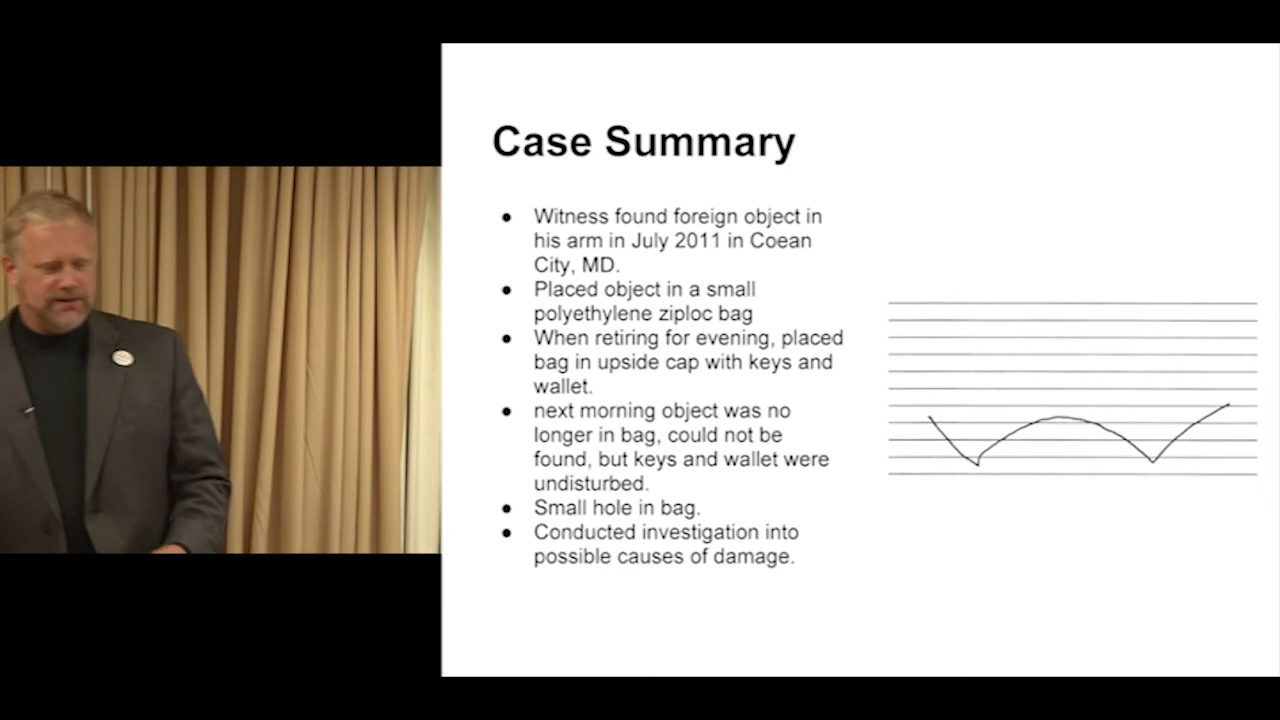 Case Summary
● Witness found foreign object in
his arm in July 2011 in Coean
City, MD.
● Placed object in a small
polyethylene ziploc bag
● When retiring for evening, placed
bag in upside cap with keys and
wallet.
● next morning object was no
longer in bag, could not be
found, but keys and wallet were
undisturbed.
● Small hole in bag.
● Conducted investigation into
possible causes of damage.